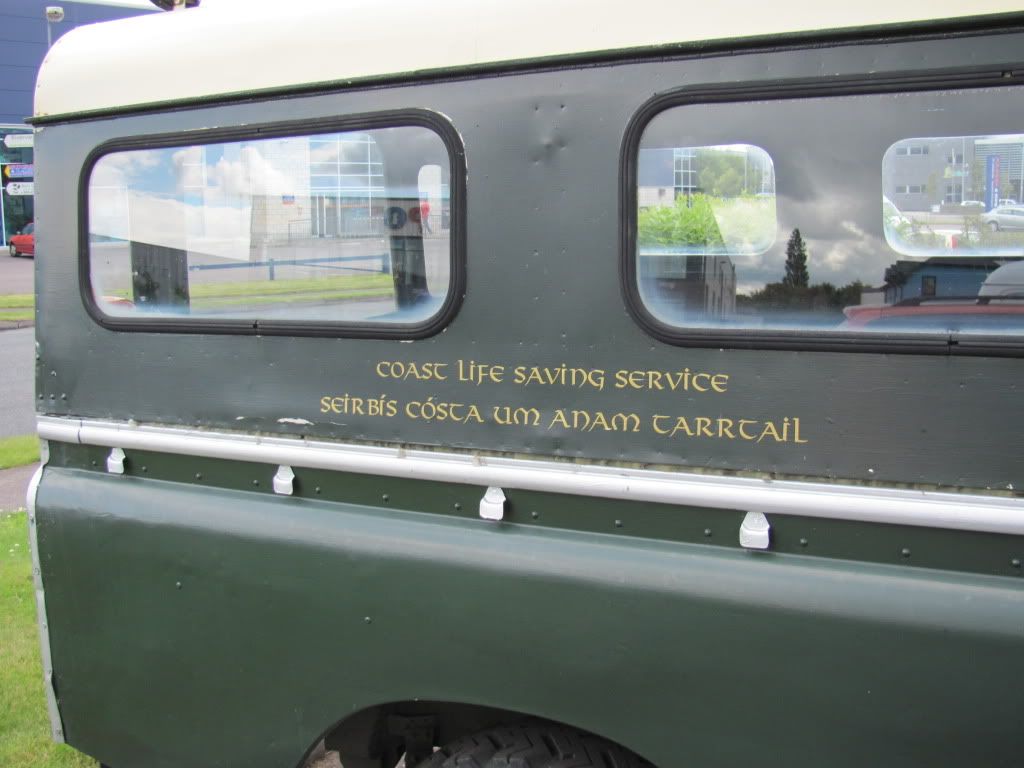 COAST LIFE SAVING SERVICE
SEIRBÍS CÓSTA UM ANAM TARRTAIL